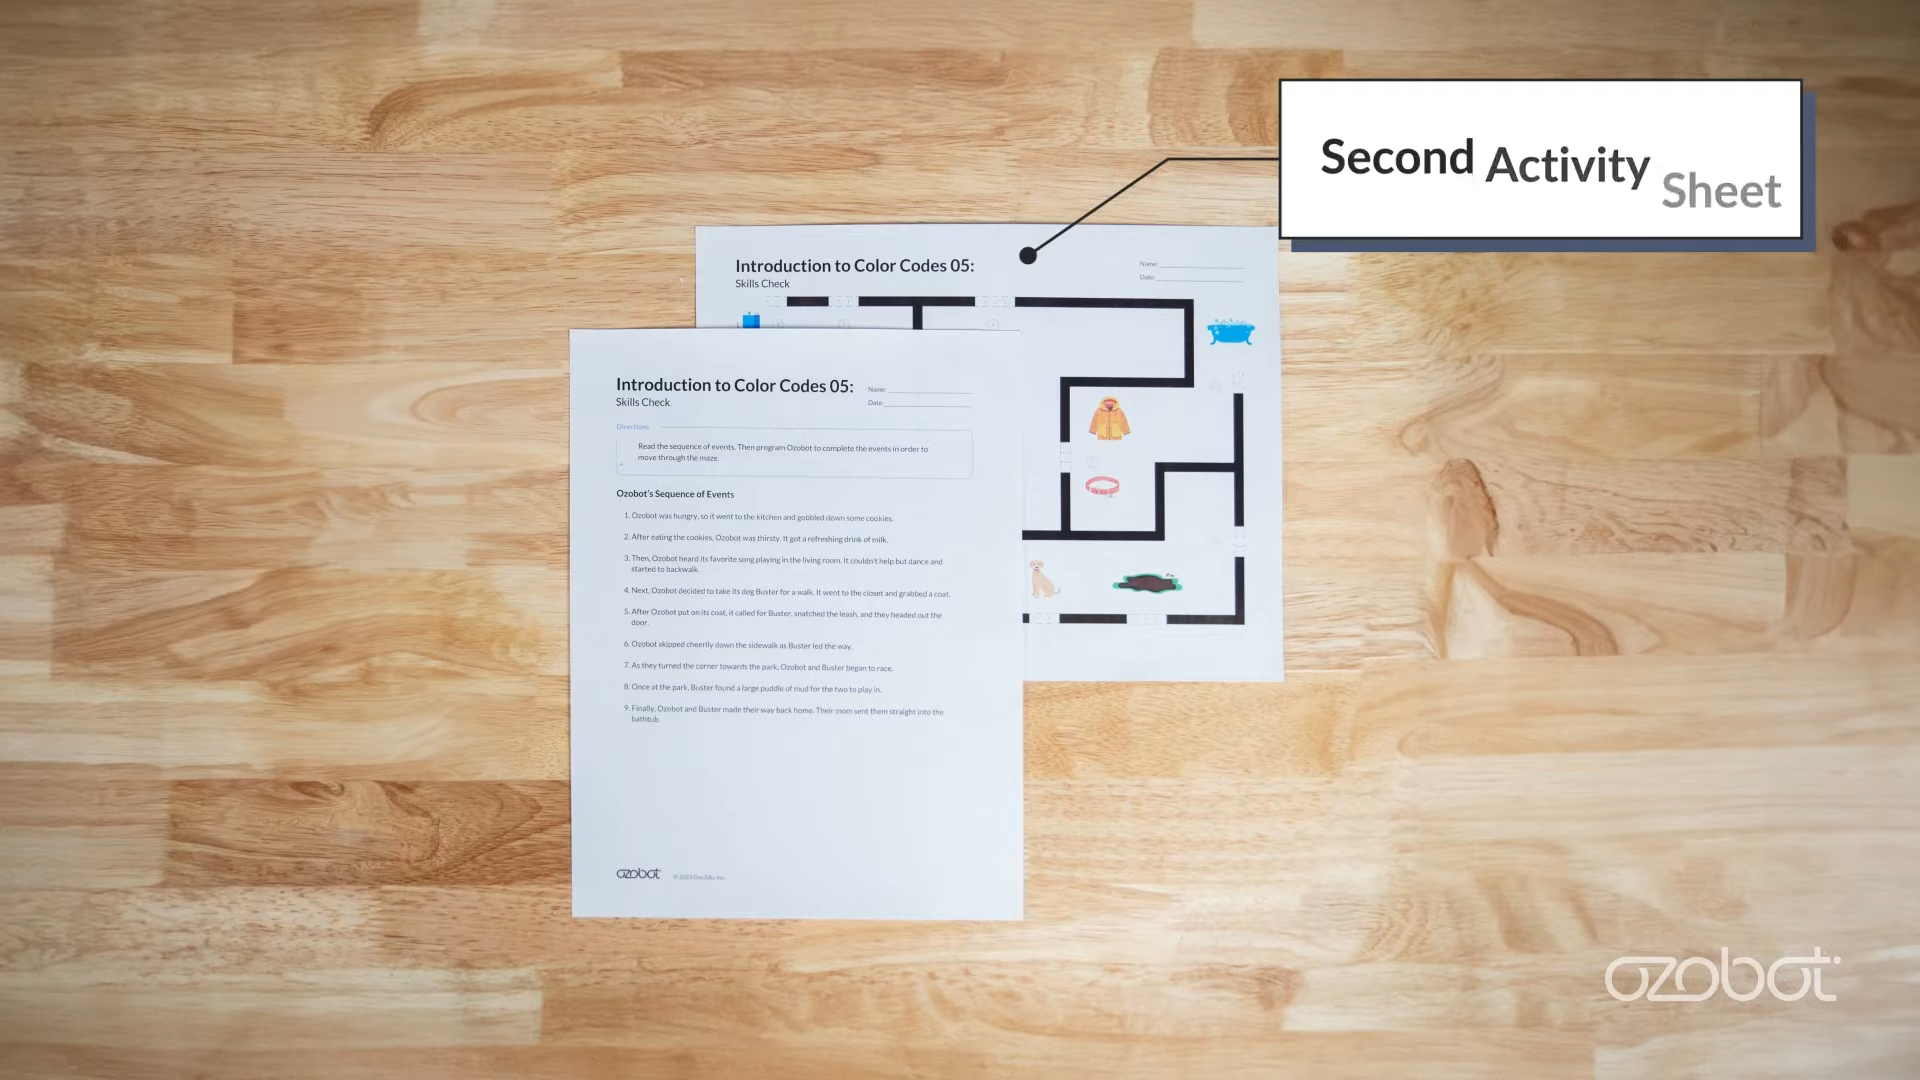 Second Activity Sheet
Introduction to Color Codes 05:
Skills Check
Name:
Date:
Introduction to Color Codes 05:
Skills Check
Name:
Date:
Directions
Read the sequence of events. Then program Ozobot to complete the events in order to
move through the maze.
Ozobot's Sequence of Events
1. Ozobot was hungry, so it went to the kitchen and gobbled down some cookies.
2. After eating the cookies, Ozobot was thirsty. It got a refreshing drink of milk.
3. Then, Ozobot heard its favorite song playing in the living room. It couldn't help but dance and
started to backwalk.
4. Next, Ozobot decided to take its dog Buster for a walk. It went to the closet and grabbed a coat.
5. After Ozobot put on its coat, it called for Buster, snatched the leash, and they headed out the
door.
6. Ozobot skipped cheerily down the sidewalk as Buster led the way.
7. As they turned the corner towards the park, Ozobot and Buster began to race.
8. Once at the park, Buster found a large puddle of mud for the two to play in.
9. Finally, Ozobot and Buster made their way back home. Their mom sent them straight into the
bathtub.
ozobot
ozobot